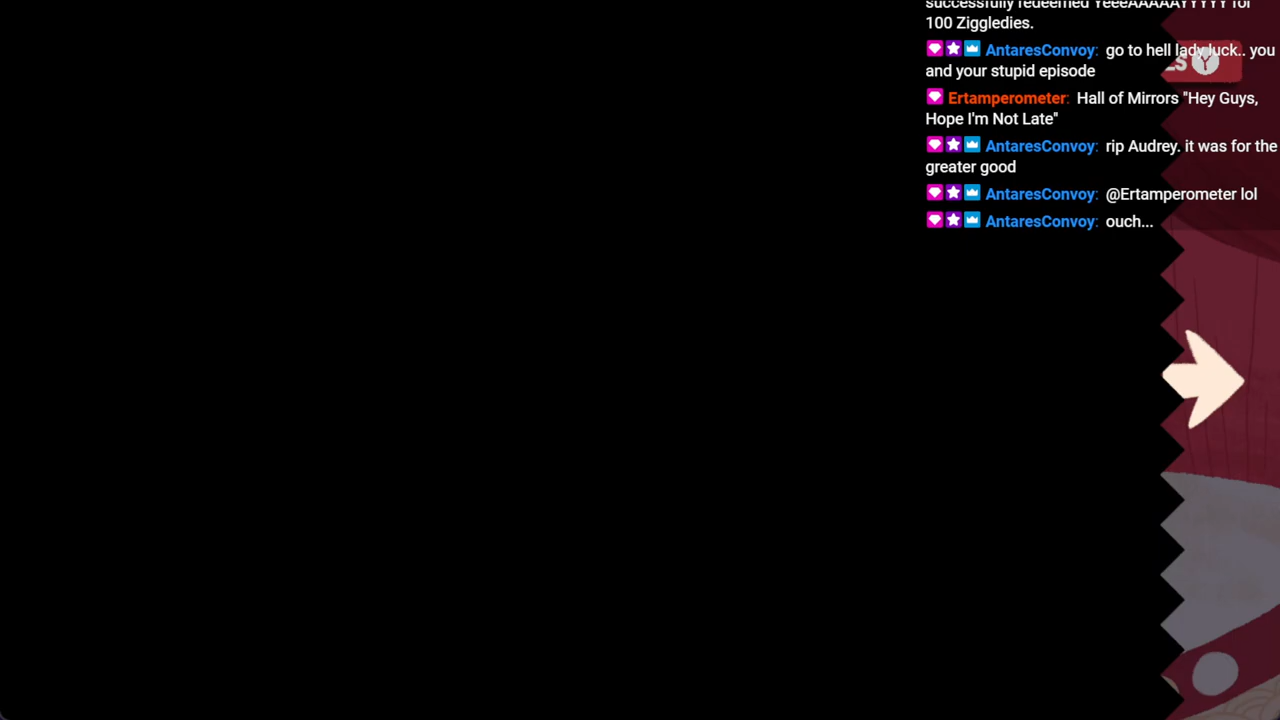 successfully redeemed YeeeAAAAAYYYYY for
100 Ziggledies.
AntaresConvoy: go to hell lady luck.. you
and your stupid episode
Ertamperometer: Hall of Mirrors "Hey Guys,
Hope I'm Not Late"
AntaresConvoy: rip Audrey. it was for the
greater good
AntaresConvoy: @Ertamperometer lol
AntaresConvoy: ouch...
Y